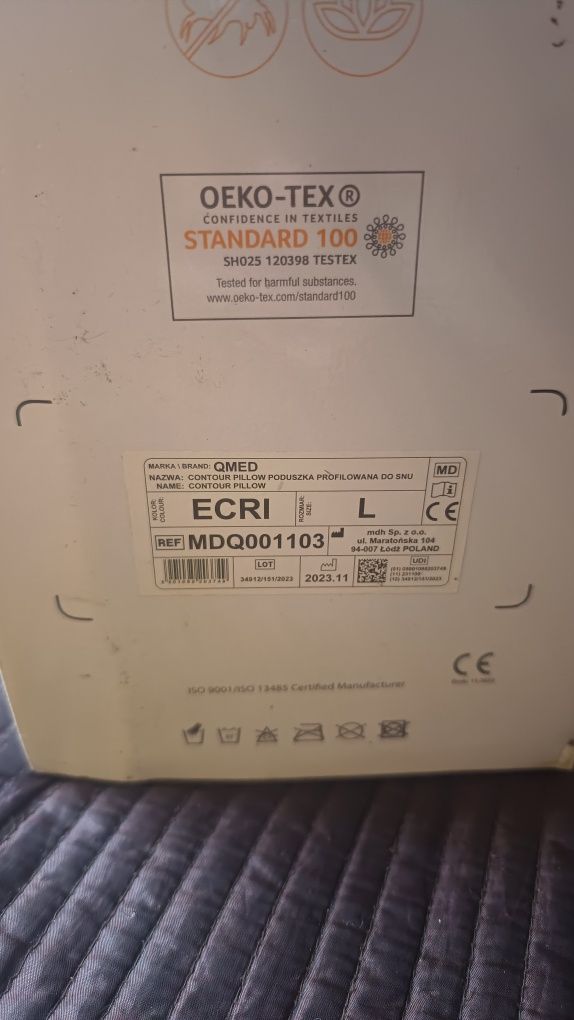 OEKO-TEX®
CONFIDENCE IN TEXTILES
STANDARD 100
SH025 120398 TESTEX
Tested for harmful substances.
www.oeko-tex.com/standard100
MARKA \ BRAND: QMED
NAZWA: CONTOUR PILLOW PODUSZKA PROFILOWANA DO SNU
NAME: CONTOUR PILLOW
MD
KOLOR: COLOUR: ECRI
ROZMIAR: SIZE: L
CE
REF MDQ001103
mdh Sp. z o.o.
ul. Maratońska 104
94-007 Łódź POLAND
LOT
34912/151/2023
2023.11
UDI
CE
ISO 9001/ISO 13485 Certified Manufacturer